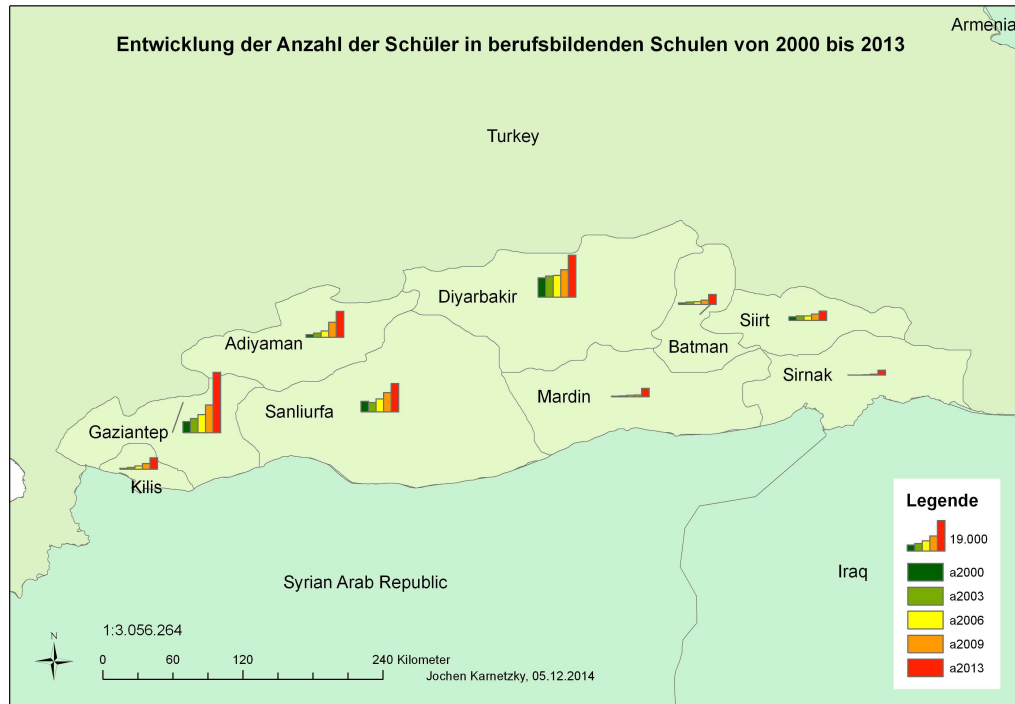 Armenia
Entwicklung der Anzahl der Schüler in berufsbildenden Schulen von 2000 bis 2013
Turkey
Diyarbakir
Siirt
Adiyaman
Batman
Sirnak
Mardin
Sanliurfa
Gaziantep
Kilis
Legende
19.000
a2000
a2003
a2006
a2009
a2013
Iraq
Syrian Arab Republic
N
1:3.056.264
0 60 120 240 Kilometer
Jochen Karnetzky, 05.12.2014